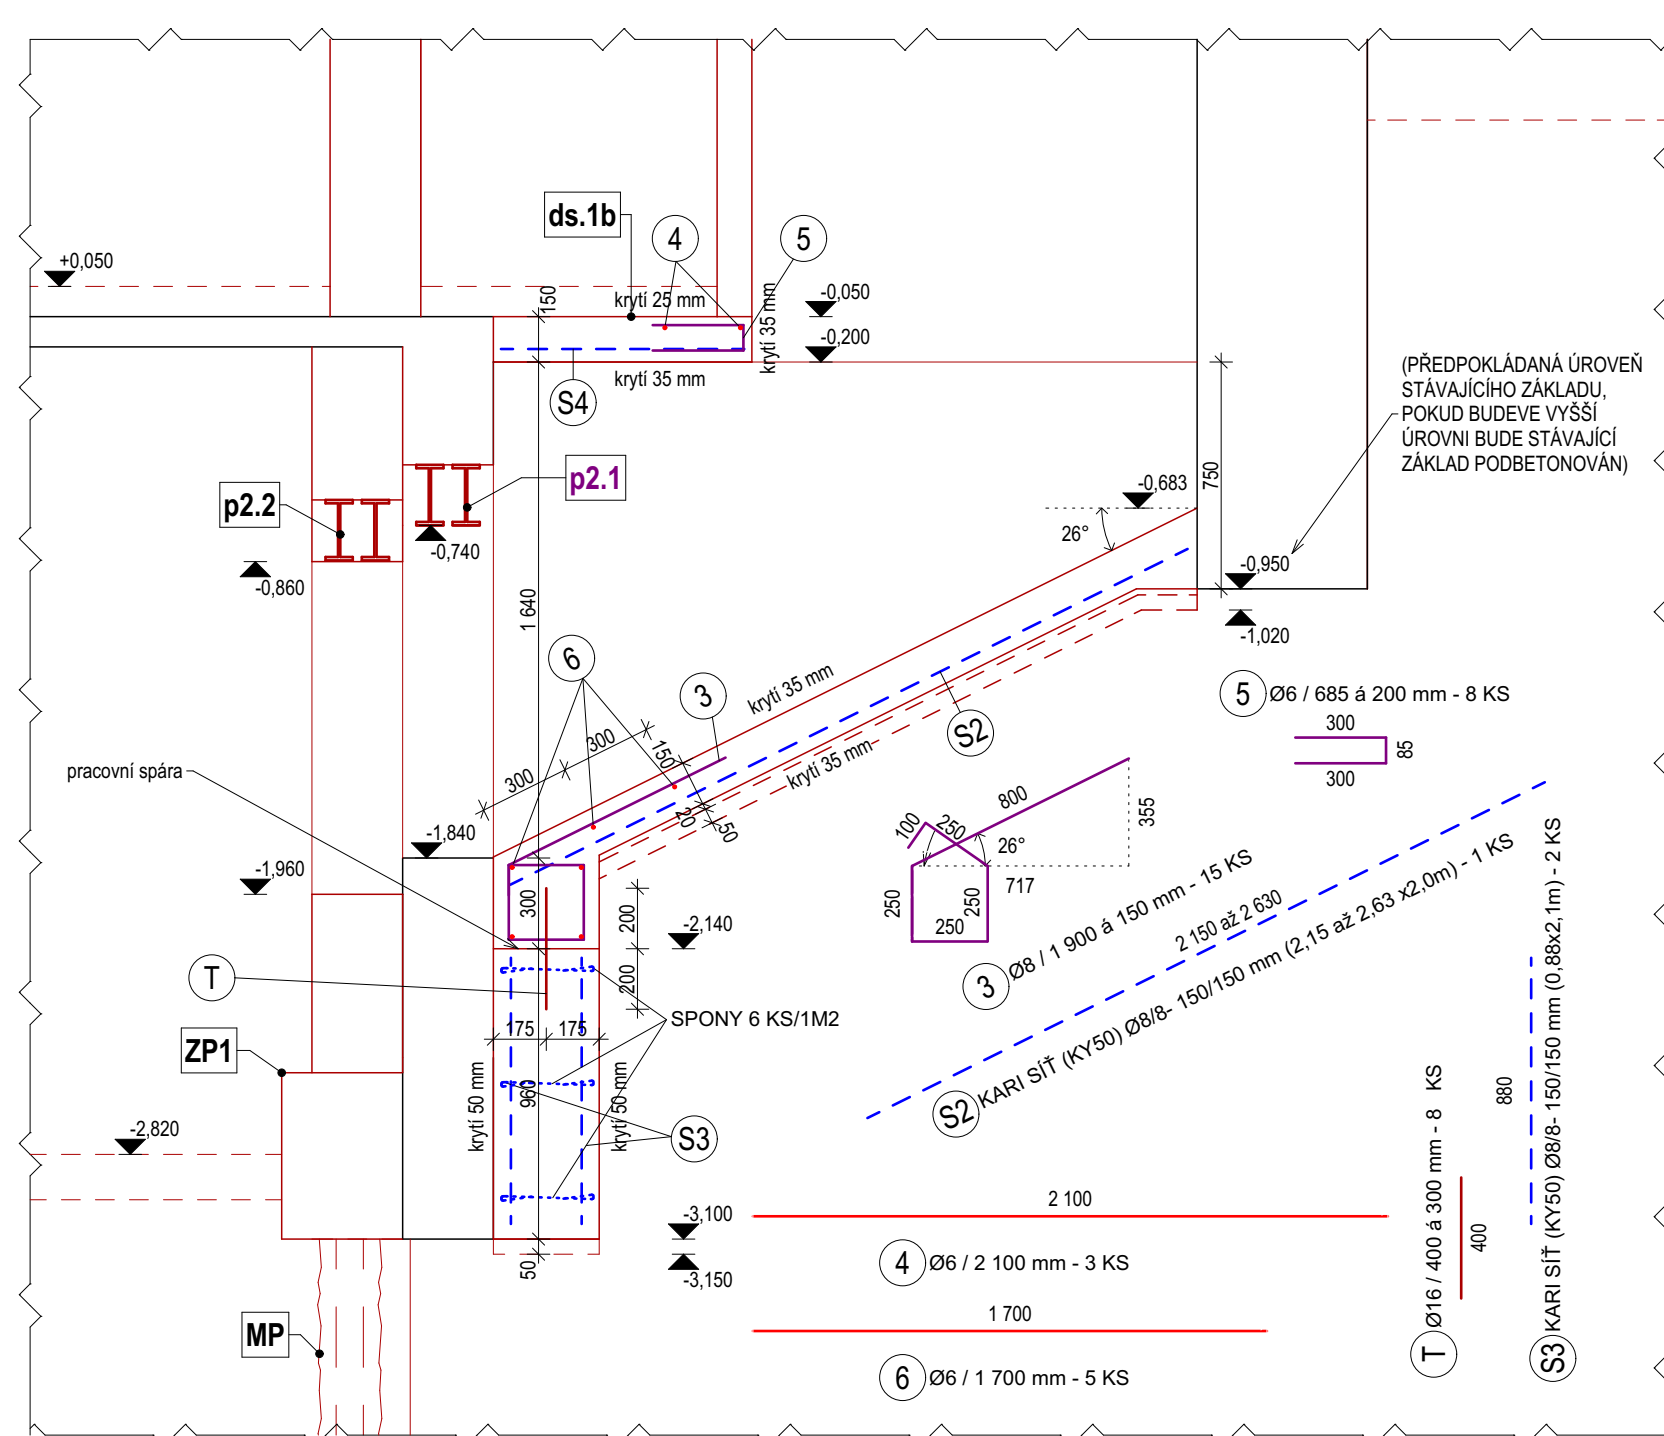 ds.1b
4
5
+0,050
150
krytí 25 mm
krytí 35 mm
-0,050
-0,200
krytí 35 mm
S4
(PŘEDPOKLÁDANÁ ÚROVEŇ
STÁVAJÍCÍHO ZÁKLADU,
POKUD BUDEVE VYŠŠÍ
ÚROVNI BUDE STÁVAJÍCÍ
ZÁKLAD PODBETONOVÁN)
p2.1
p2.2
-0,740
-0,860
1 640
-0,683
750
26°
-0,950
-1,020
6
3
krytí 35 mm
S2
krytí 35 mm
300
300
150
20
50
pracovní spára
-1,840
-1,960
5
Ø6 / 685 á 200 mm - 8 KS
300
85
300
800
355
100
250
26°
717
250
250
250
3
Ø8 / 1 900 á 150 mm - 15 KS
2 150 až 2 630
S2
KARI SÍŤ (KY50) Ø8/8- 150/150 mm (2,15 až 2,63 x2,0m) - 1 KS
300
200
200
-2,140
T
175
175
SPONY 6 KS/1M2
ZP1
krytí 50 mm
960
krytí 50 mm
S3
-2,820
-3,100
-3,150
50
MP
2 100
4
Ø6 / 2 100 mm - 3 KS
1 700
6
Ø6 / 1 700 mm - 5 KS
T
Ø16 / 400 á 300 mm - 8 KS
400
880
S3
KARI SÍŤ (KY50) Ø8/8- 150/150 mm (0,88x2,1m) - 2 KS